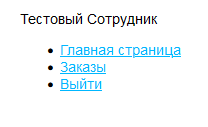 Тестовый Сотрудник
Главная страница
Заказы
Выйти